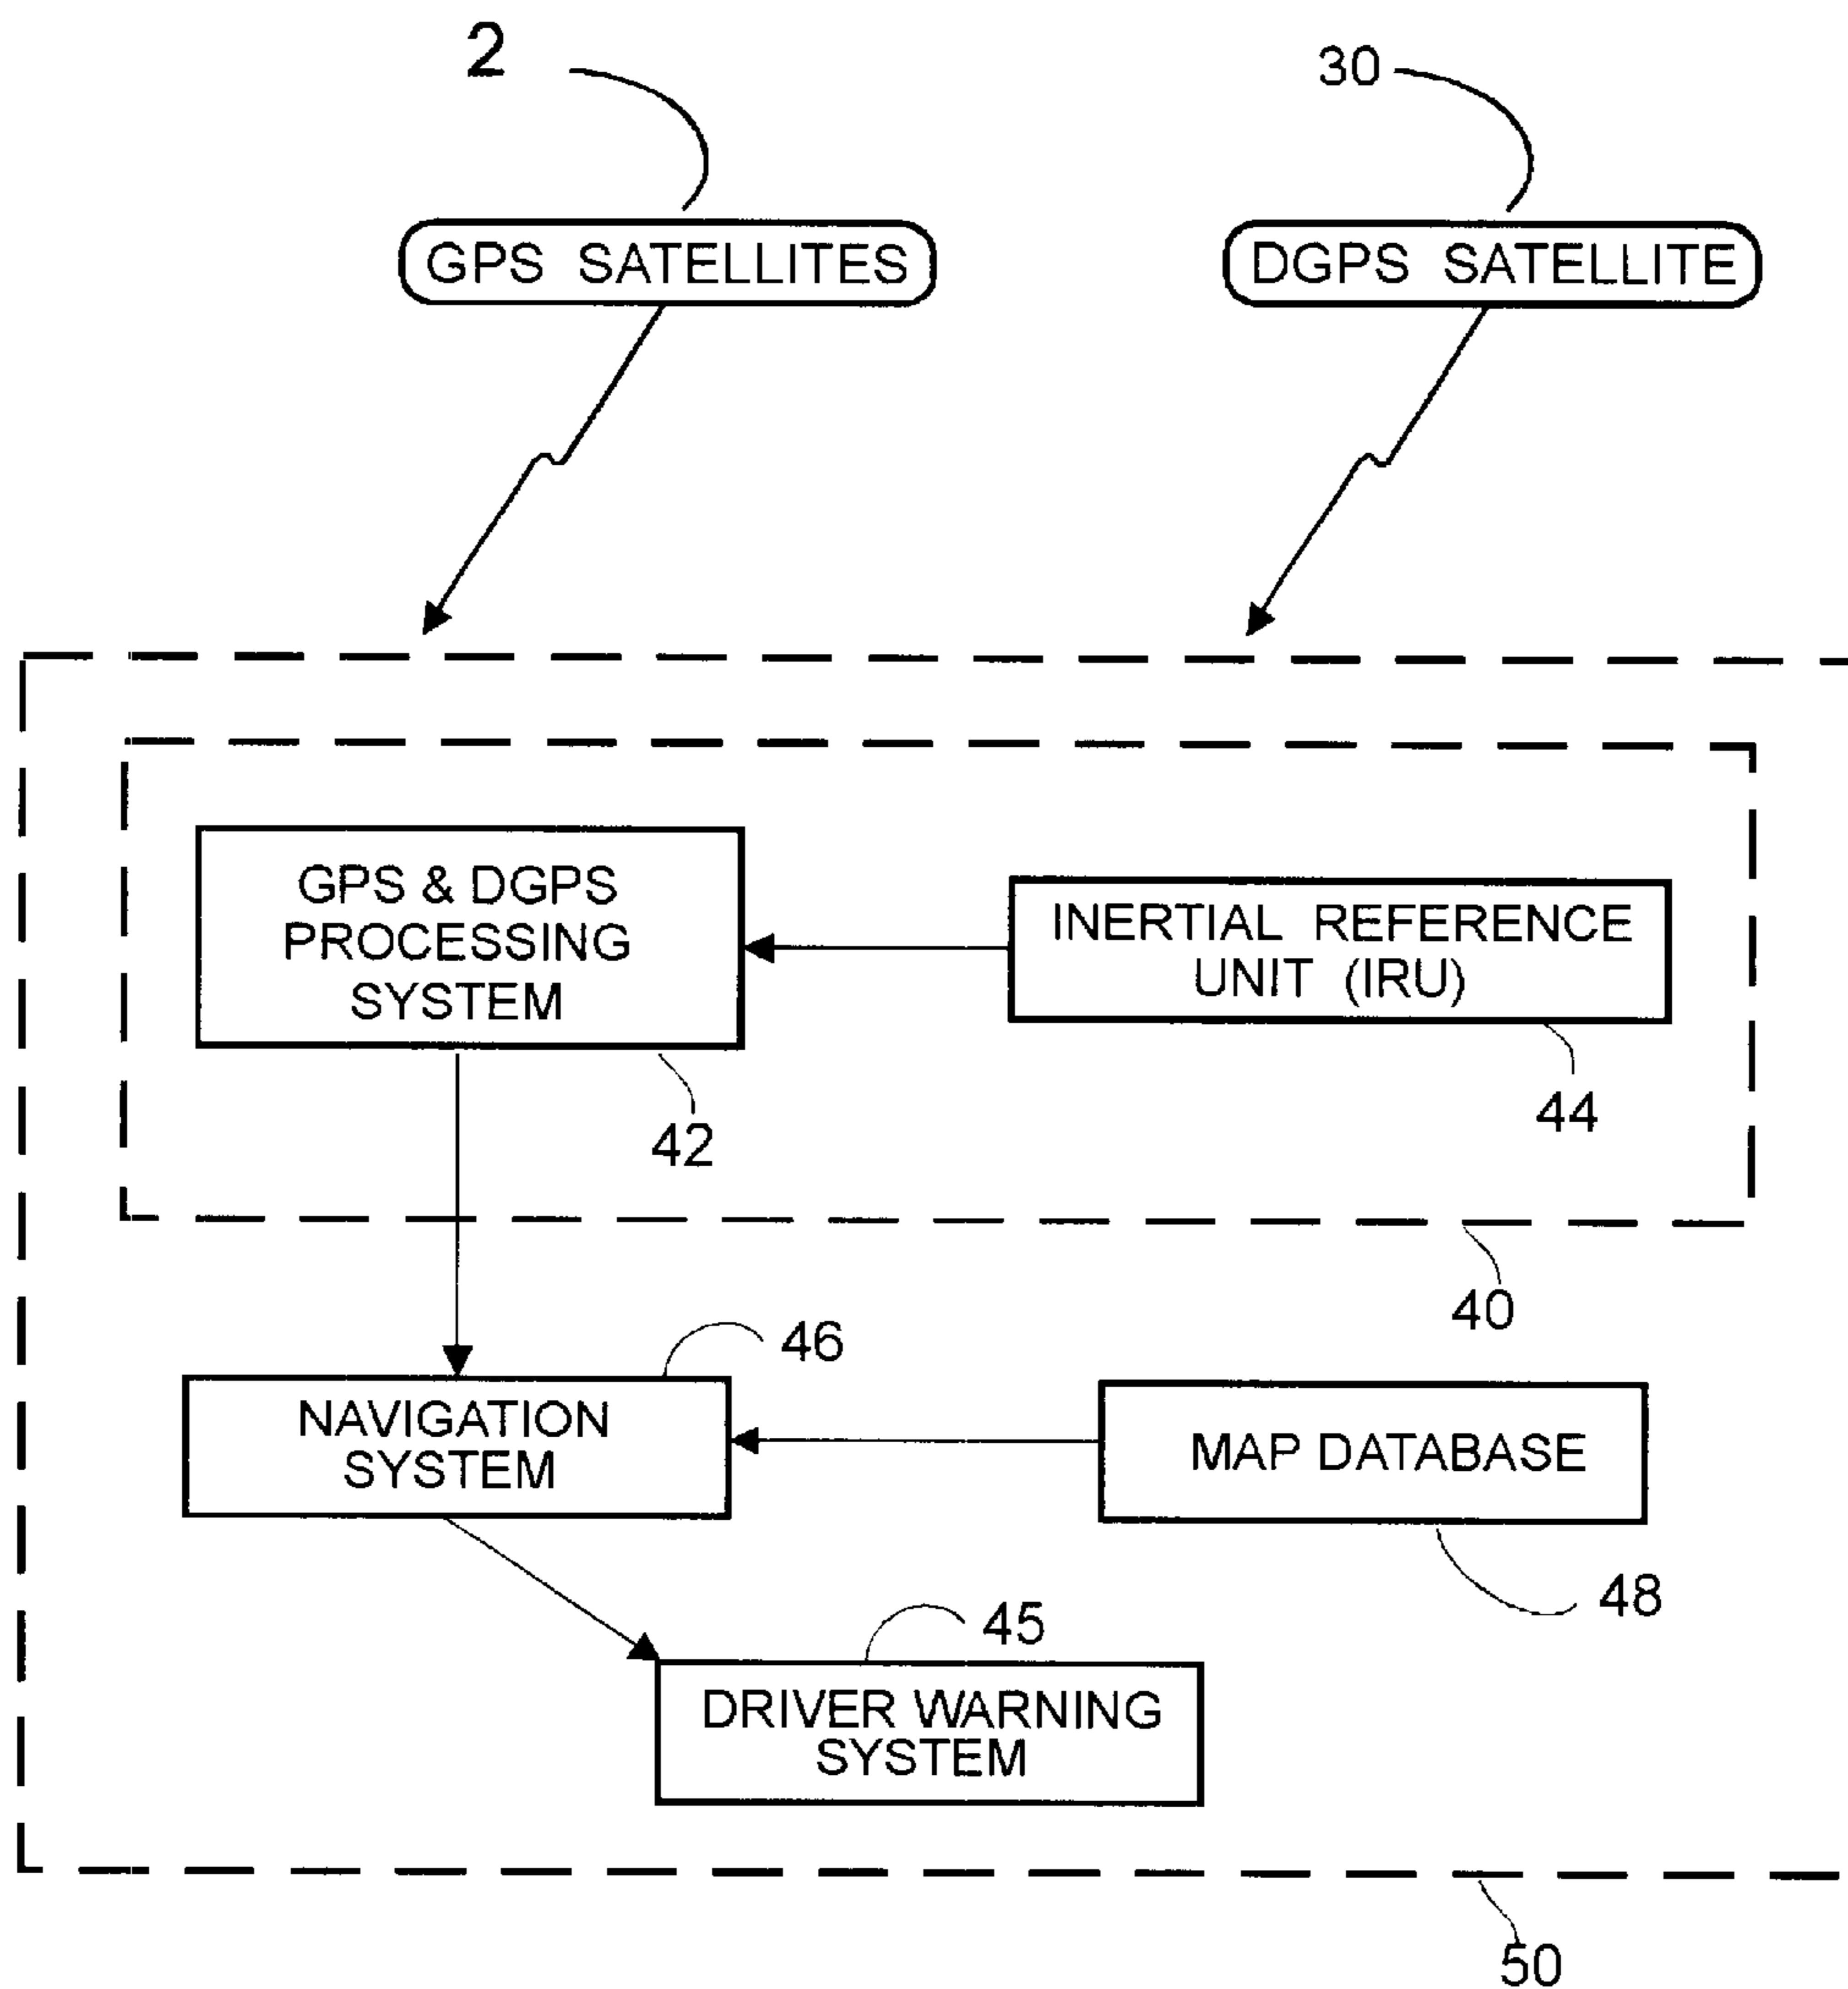 2
30
GPS SATELLITES
DGPS SATELLITE
GPS & DGPS
PROCESSING
SYSTEM
INERTIAL REFERENCE
UNIT (IRU)
44
42
40
46
NAVIGATION
SYSTEM
MAP DATABASE
48
45
DRIVER WARNING
SYSTEM
50